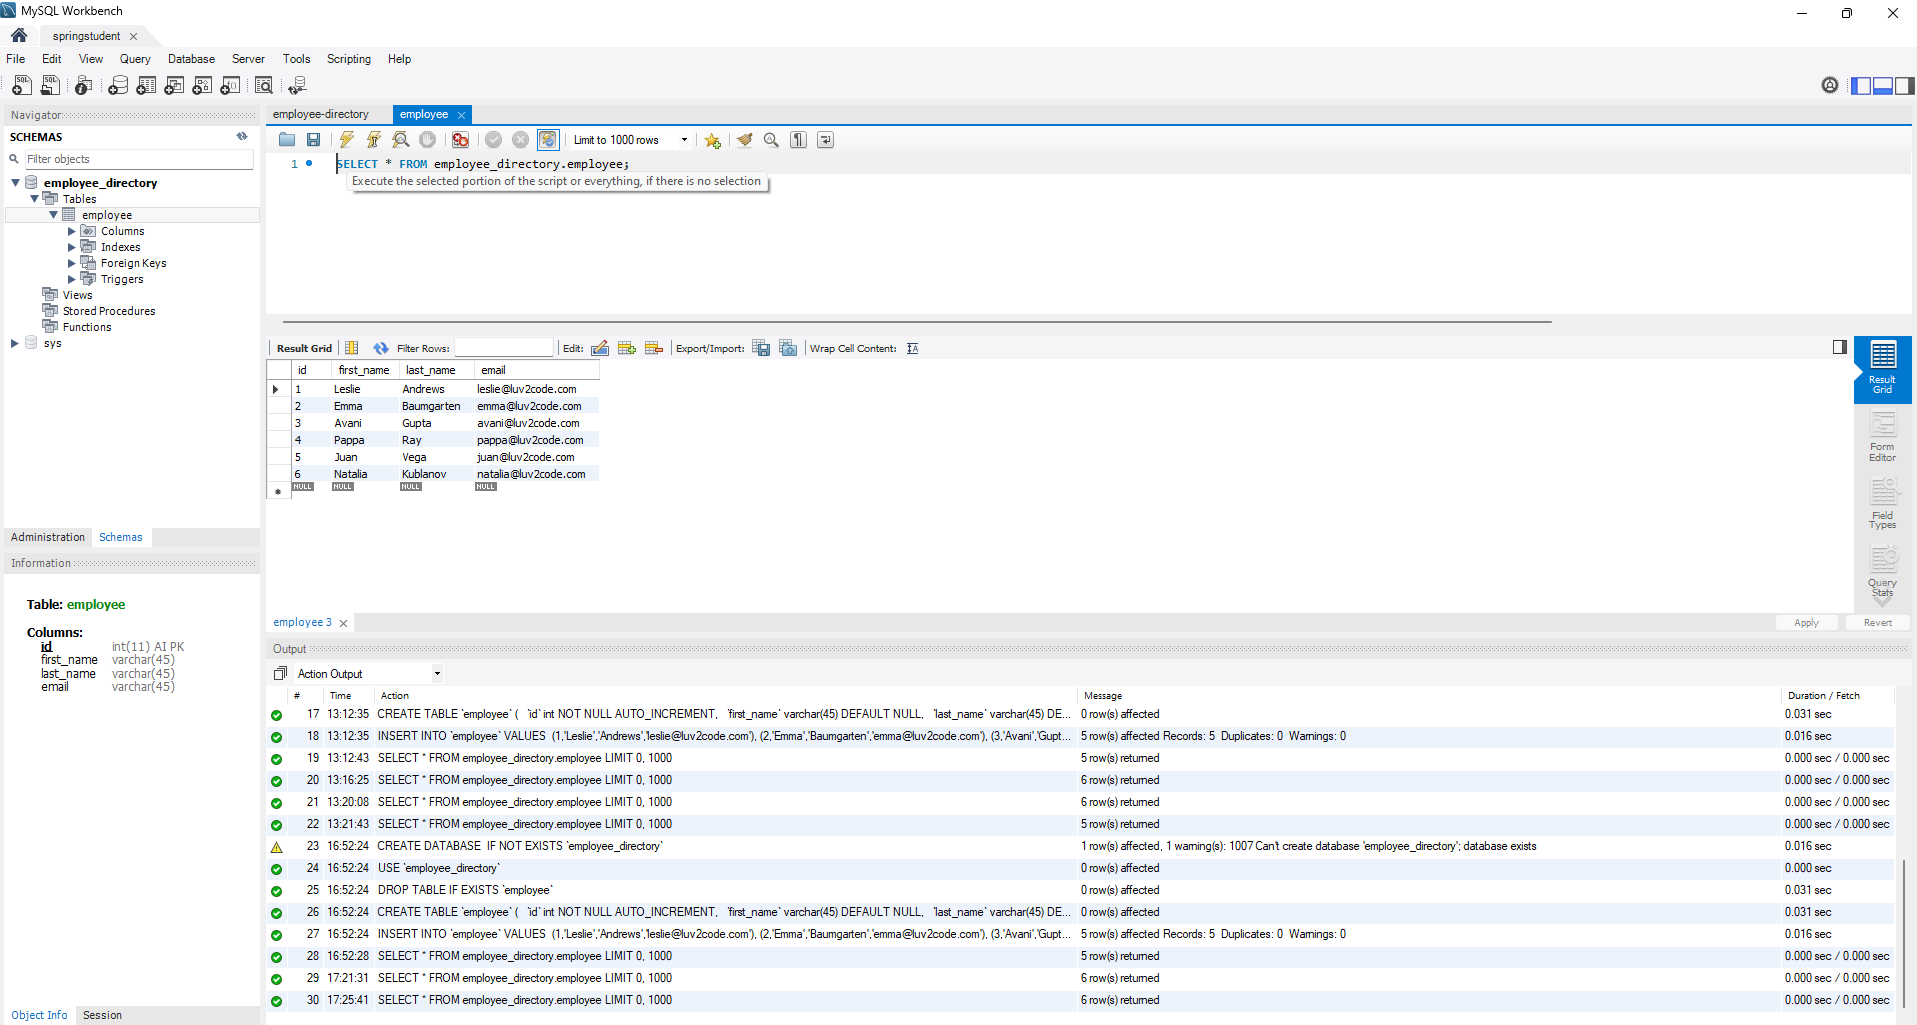 MySQL Workbench
springstudent
File Edit View Query Database Server Tools Scripting Help
Navigator
SCHEMAS
Filter objects
employee_directory
Tables
employee
Columns
Indexes
Foreign Keys
Triggers
Views
Stored Procedures
Functions
sys
Administration Schemas
Information
Table: employee
Columns:
id int(11) AI PK
first_name varchar(45)
last_name varchar(45)
email varchar(45)
Object Info Session
employee-directory employee
Limit to 1000 rows
1 SELECT * FROM employee_directory.employee;
Execute the selected portion of the script or everything, if there is no selection
Result Grid Filter Rows: Edit: Export/Import: Wrap Cell Content:
id first_name last_name email
1 Leslie Andrews leslie@luv2code.com
2 Emma Baumgarten emma@luv2code.com
3 Avani Gupta avani@luv2code.com
4 Pappa Ray pappa@luv2code.com
5 Juan Vega juan@luv2code.com
6 Natalia Kublanov natalia@luv2code.com
NULL NULL NULL NULL
Result
Grid
Form
Editor
Field
Types
Query
Stats
employee 3 Apply Revert
Output
Action Output
# Time Action Message Duration / Fetch
17 13:12:35 CREATE TABLE `employee` ( `id` int NOT NULL AUTO_INCREMENT, `first_name` varchar(45) DEFAULT NULL, `last_name` varchar(45) DE... 0 row(s) affected 0.031 sec
18 13:12:35 INSERT INTO `employee` VALUES (1,'Leslie','Andrews','leslie@luv2code.com'), (2,'Emma','Baumgarten','emma@luv2code.com'), (3,'Avani','Gupt... 5 row(s) affected Records: 5 Duplicates: 0 Warnings: 0 0.016 sec
19 13:12:43 SELECT * FROM employee_directory.employee LIMIT 0, 1000 5 row(s) returned 0.000 sec / 0.000 sec
20 13:16:25 SELECT * FROM employee_directory.employee LIMIT 0, 1000 6 row(s) returned 0.000 sec / 0.000 sec
21 13:20:08 SELECT * FROM employee_directory.employee LIMIT 0, 1000 6 row(s) returned 0.000 sec / 0.000 sec
22 13:21:43 SELECT * FROM employee_directory.employee LIMIT 0, 1000 5 row(s) returned 0.000 sec / 0.000 sec
23 16:52:24 CREATE DATABASE IF NOT EXISTS `employee_directory` 1 row(s) affected, 1 warning(s): 1007 Can't create database 'employee_directory'; database exists 0.016 sec
24 16:52:24 USE `employee_directory` 0 row(s) affected 0.000 sec
25 16:52:24 DROP TABLE IF EXISTS `employee` 0 row(s) affected 0.031 sec
26 16:52:24 CREATE TABLE `employee` ( `id` int NOT NULL AUTO_INCREMENT, `first_name` varchar(45) DEFAULT NULL, `last_name` varchar(45) DE... 0 row(s) affected 0.031 sec
27 16:52:24 INSERT INTO `employee` VALUES (1,'Leslie','Andrews','leslie@luv2code.com'), (2,'Emma','Baumgarten','emma@luv2code.com'), (3,'Avani','Gupt... 5 row(s) affected Records: 5 Duplicates: 0 Warnings: 0 0.016 sec
28 16:52:28 SELECT * FROM employee_directory.employee LIMIT 0, 1000 5 row(s) returned 0.000 sec / 0.000 sec
29 17:21:31 SELECT * FROM employee_directory.employee LIMIT 0, 1000 6 row(s) returned 0.000 sec / 0.000 sec
30 17:25:41 SELECT * FROM employee_directory.employee LIMIT 0, 1000 6 row(s) returned 0.000 sec / 0.000 sec